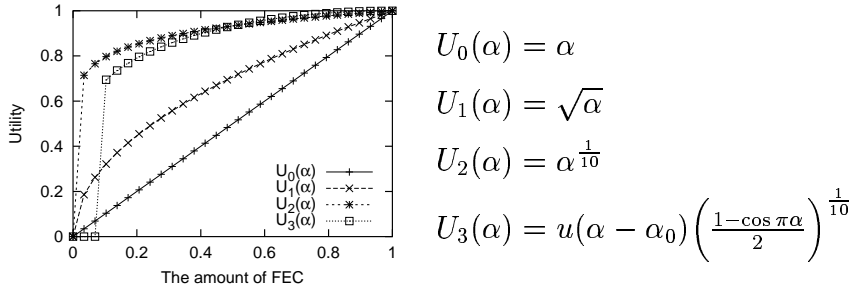 1
0.8
0.6
0.4
0.2
0
0 0.2 0.4 0.6 0.8 1
Utility
The amount of FEC
U₀(α)
U₁(α)
U₂(α)
U₃(α)
U₀(α) = α
U₁(α) = √α
U₂(α) = α^(1/10)
U₃(α) = u(α − α₀)((1−cos πα)/2)^(1/10)